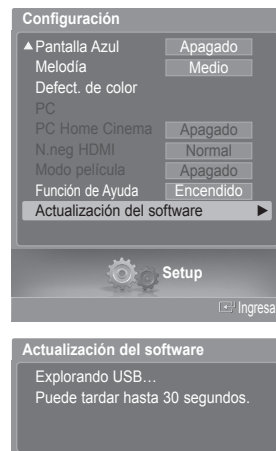 Configuración
▲Pantalla Azul Apagado
Melodía Medio
Defect. de color
PC
PC Home Cinema Apagado
N.neg HDMI Normal
Modo película Apagado
Función de Ayuda Encendido
Actualización del software ►
Setup
Ingresa
Actualización del software
Explorando USB…
Puede tardar hasta 30 segundos.